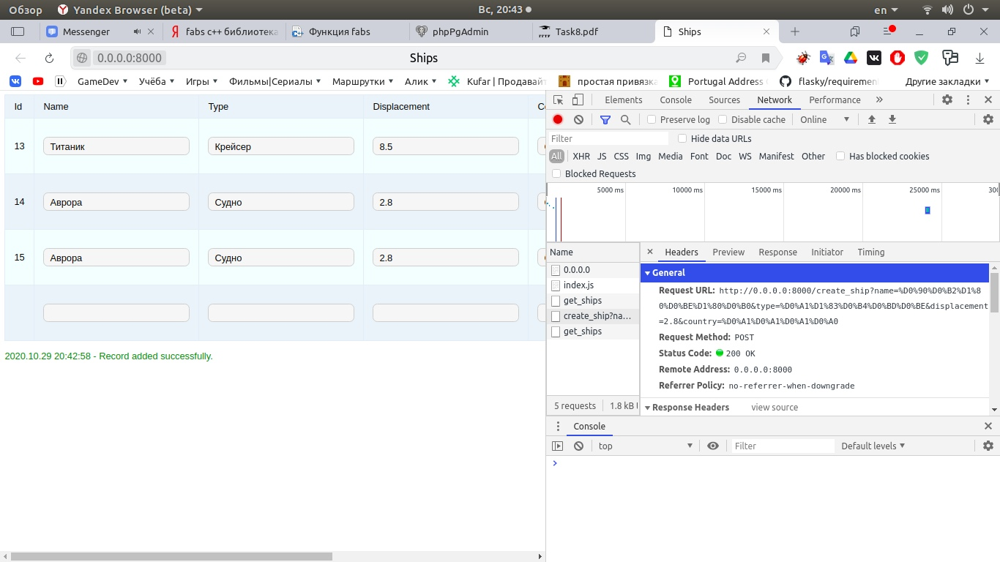 Обзор Yandex Browser (beta) Вс, 20:43 en
Messenger fabs c++ библиотека Функция fabs phpPgAdmin Task8.pdf Ships
0.0.0.0:8000 Ships
GameDev Учёба Игры Фильмы|Сериалы Маршрутки Алик Kufar | Продавай простая привязка Portugal Address flasky/requiremen Другие закладки
Id Name Type Displacement
13 Титаник Крейсер 8.5
14 Аврора Судно 2.8
15 Аврора Судно 2.8
2020.10.29 20:42:58 - Record added successfully.
Elements Console Sources Network Performance »
Preserve log Disable cache Online
Filter Hide data URLs
All XHR JS CSS Img Media Font Doc WS Manifest Other Has blocked cookies
Blocked Requests
5000 ms 10000 ms 15000 ms 20000 ms 25000 ms
Name
0.0.0.0
index.js
get_ships
create_ship?na...
get_ships
5 requests 1.8 kB
× Headers Preview Response Initiator Timing
General
Request URL: http://0.0.0.0:8000/create_ship?name=%D0%90%D0%B2%D1%8
0%D0%BE%D1%80%D0%B0&type=%D0%A1%D1%83%D0%B4%D0%BD%D0%BE&displacement
=2.8&country=%D0%A1%D0%A1%D0%A1%D0%A0
Request Method: POST
Status Code: 200 OK
Remote Address: 0.0.0.0:8000
Referrer Policy: no-referrer-when-downgrade
Response Headers view source
Console
top Filter Default levels